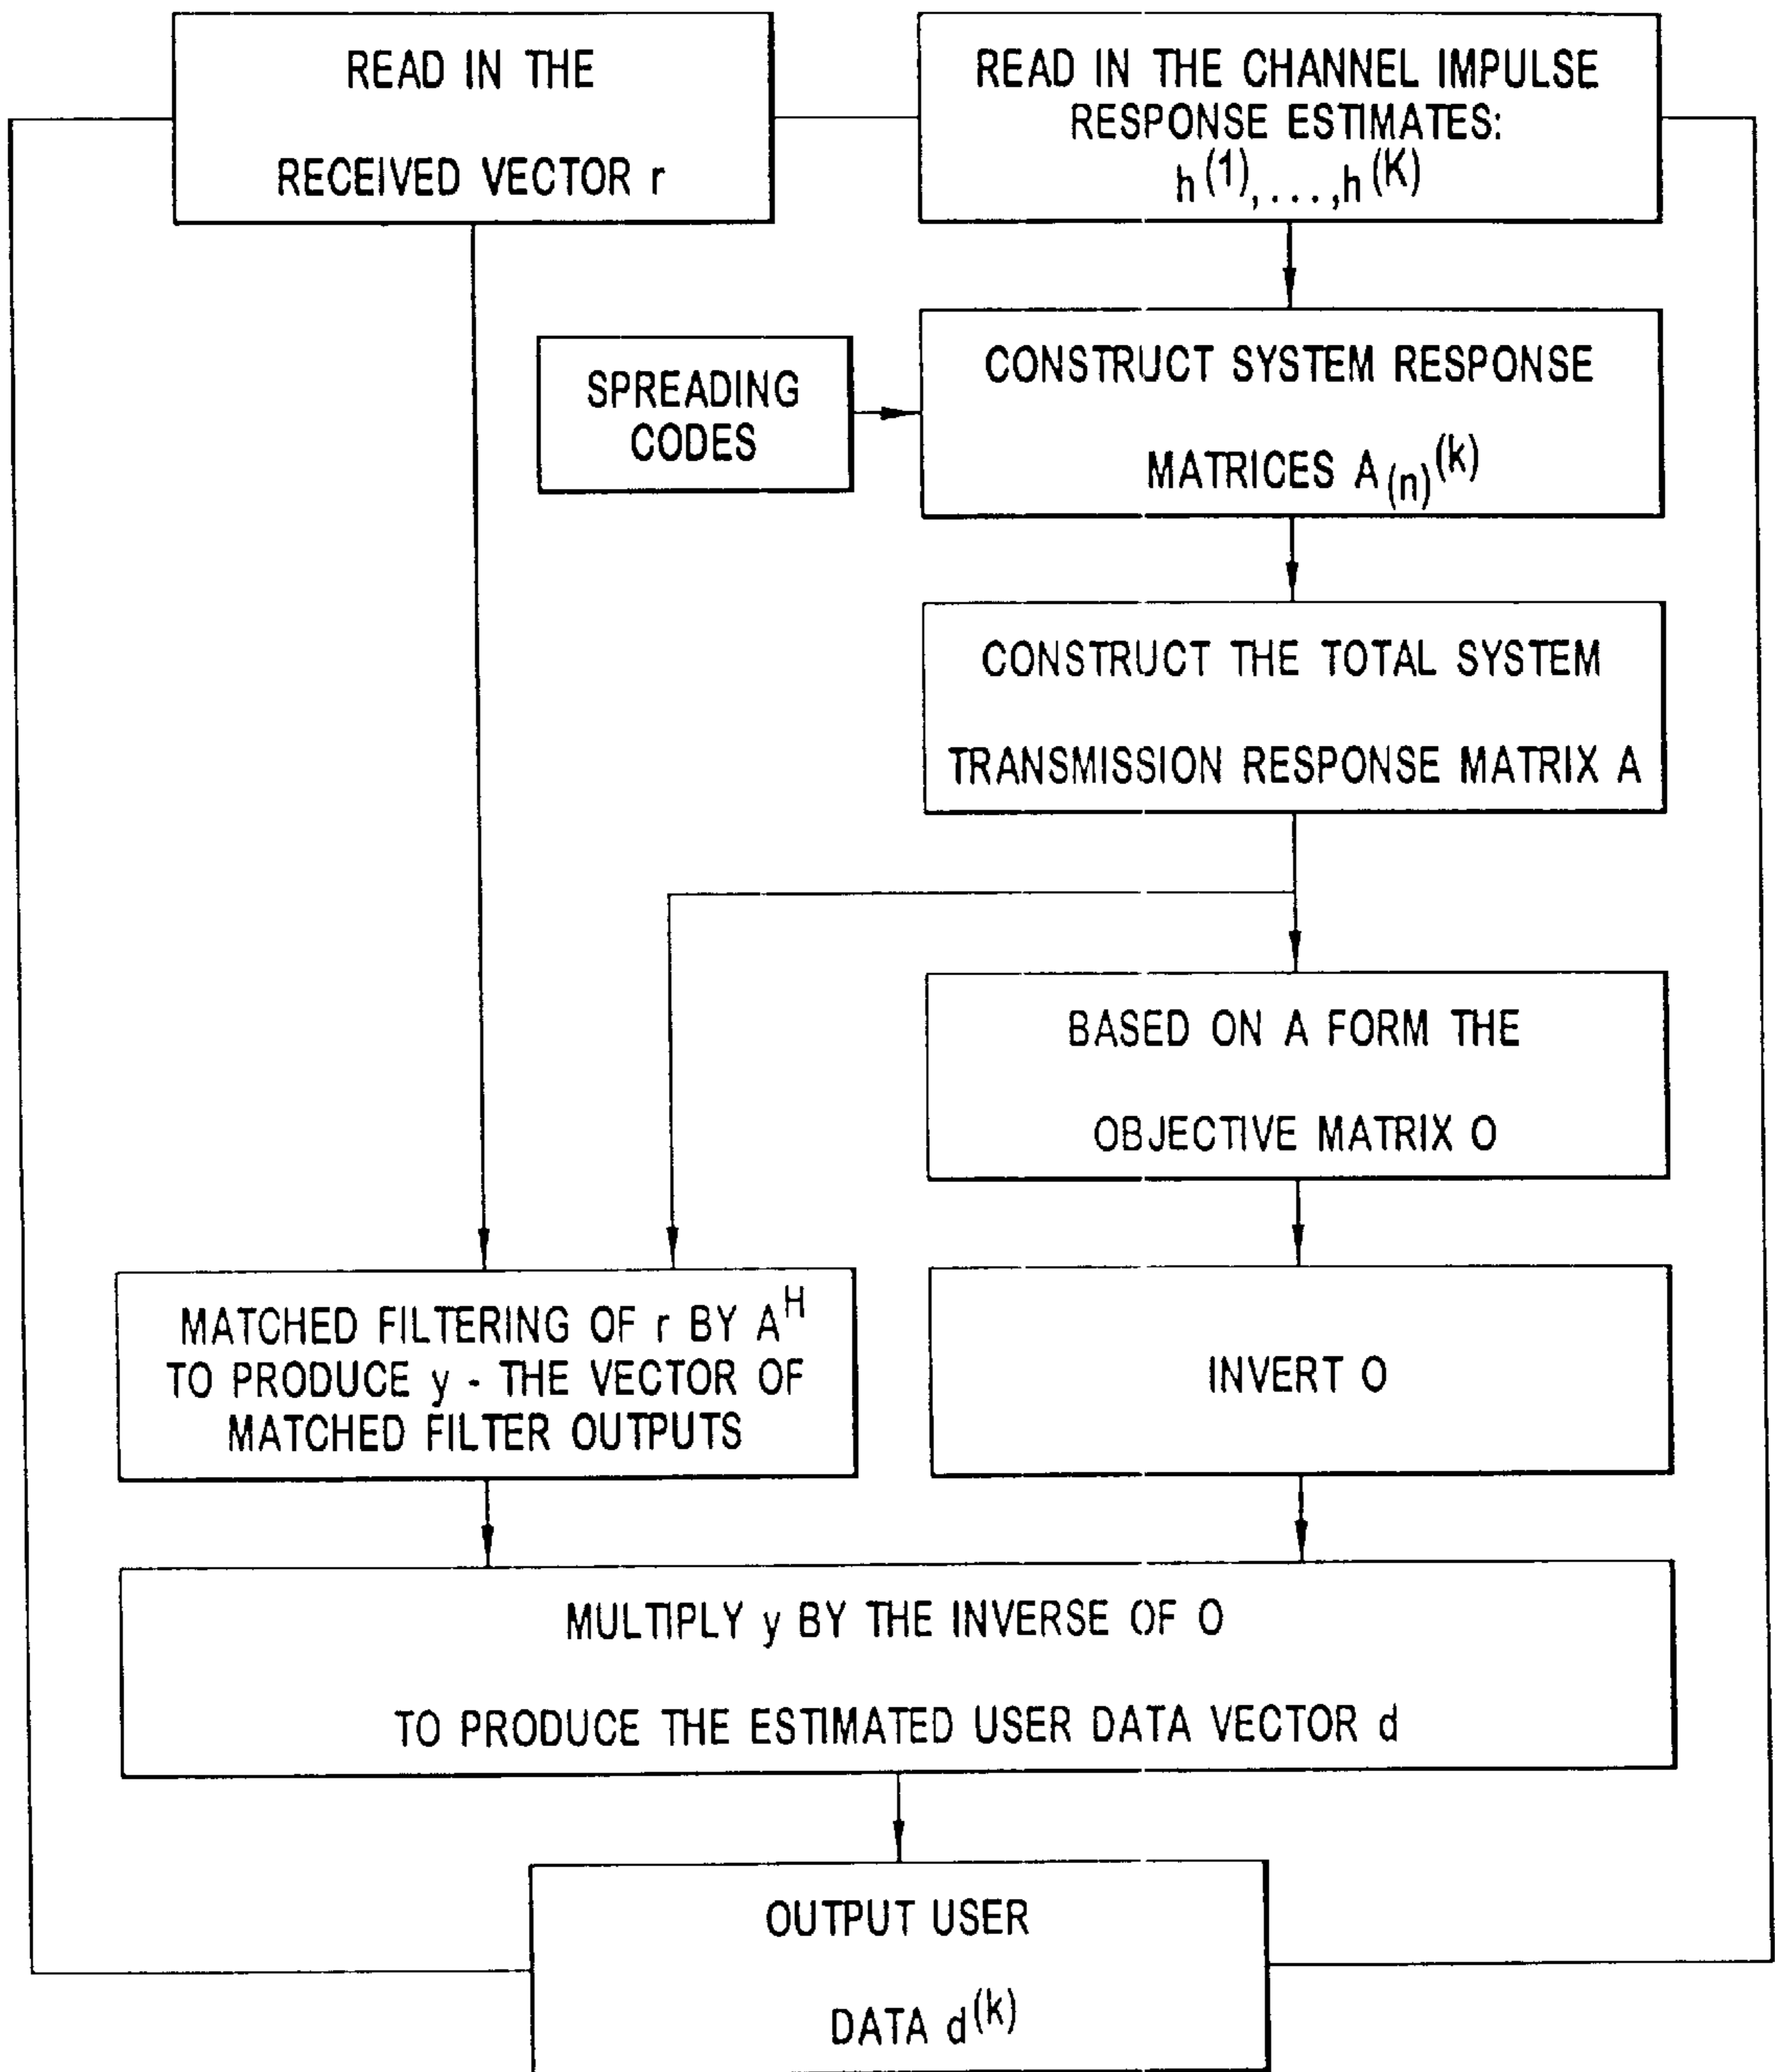 READ IN THE
RECEIVED VECTOR r
READ IN THE CHANNEL IMPULSE
RESPONSE ESTIMATES:
h(1),...,h(K)
SPREADING
CODES
CONSTRUCT SYSTEM RESPONSE
MATRICES A(n)(k)
CONSTRUCT THE TOTAL SYSTEM
TRANSMISSION RESPONSE MATRIX A
BASED ON A FORM THE
OBJECTIVE MATRIX O
MATCHED FILTERING OF r BY AH
TO PRODUCE y - THE VECTOR OF
MATCHED FILTER OUTPUTS
INVERT O
MULTIPLY y BY THE INVERSE OF O
TO PRODUCE THE ESTIMATED USER DATA VECTOR d
OUTPUT USER
DATA d(k)